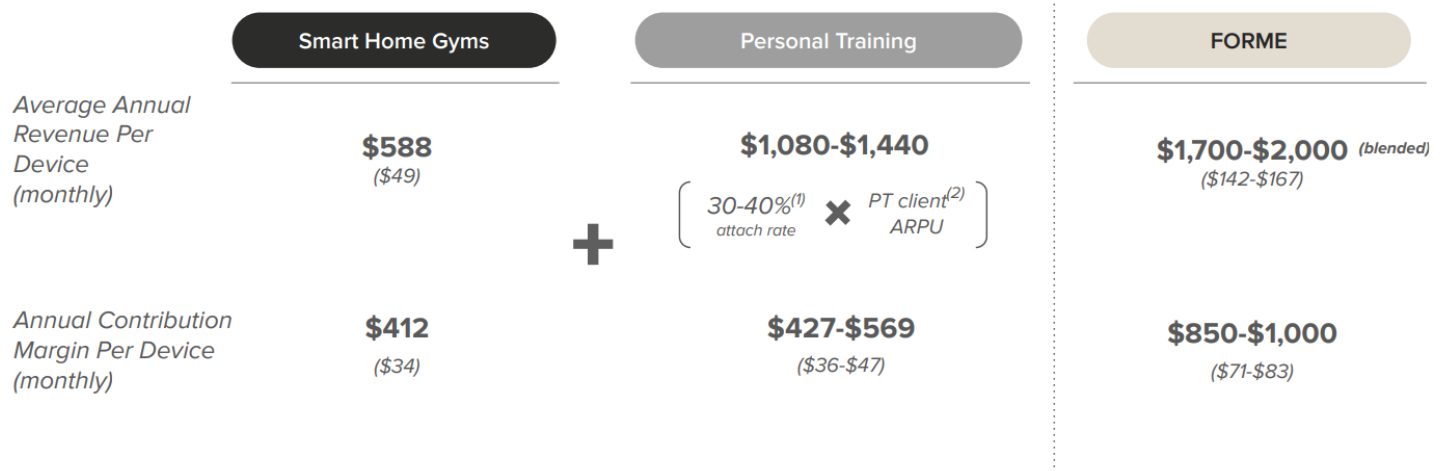 Smart Home Gyms
Personal Training
FORME
Average Annual
Revenue Per
Device
(monthly)
$588
($49)
$1,080-$1,440
30-40%(1)
attach rate
✖
PT client(2)
ARPU
$1,700-$2,000 (blended)
($142-$167)
+
Annual Contribution
Margin Per Device
(monthly)
$412
($34)
$427-$569
($36-$47)
$850-$1,000
($71-$83)